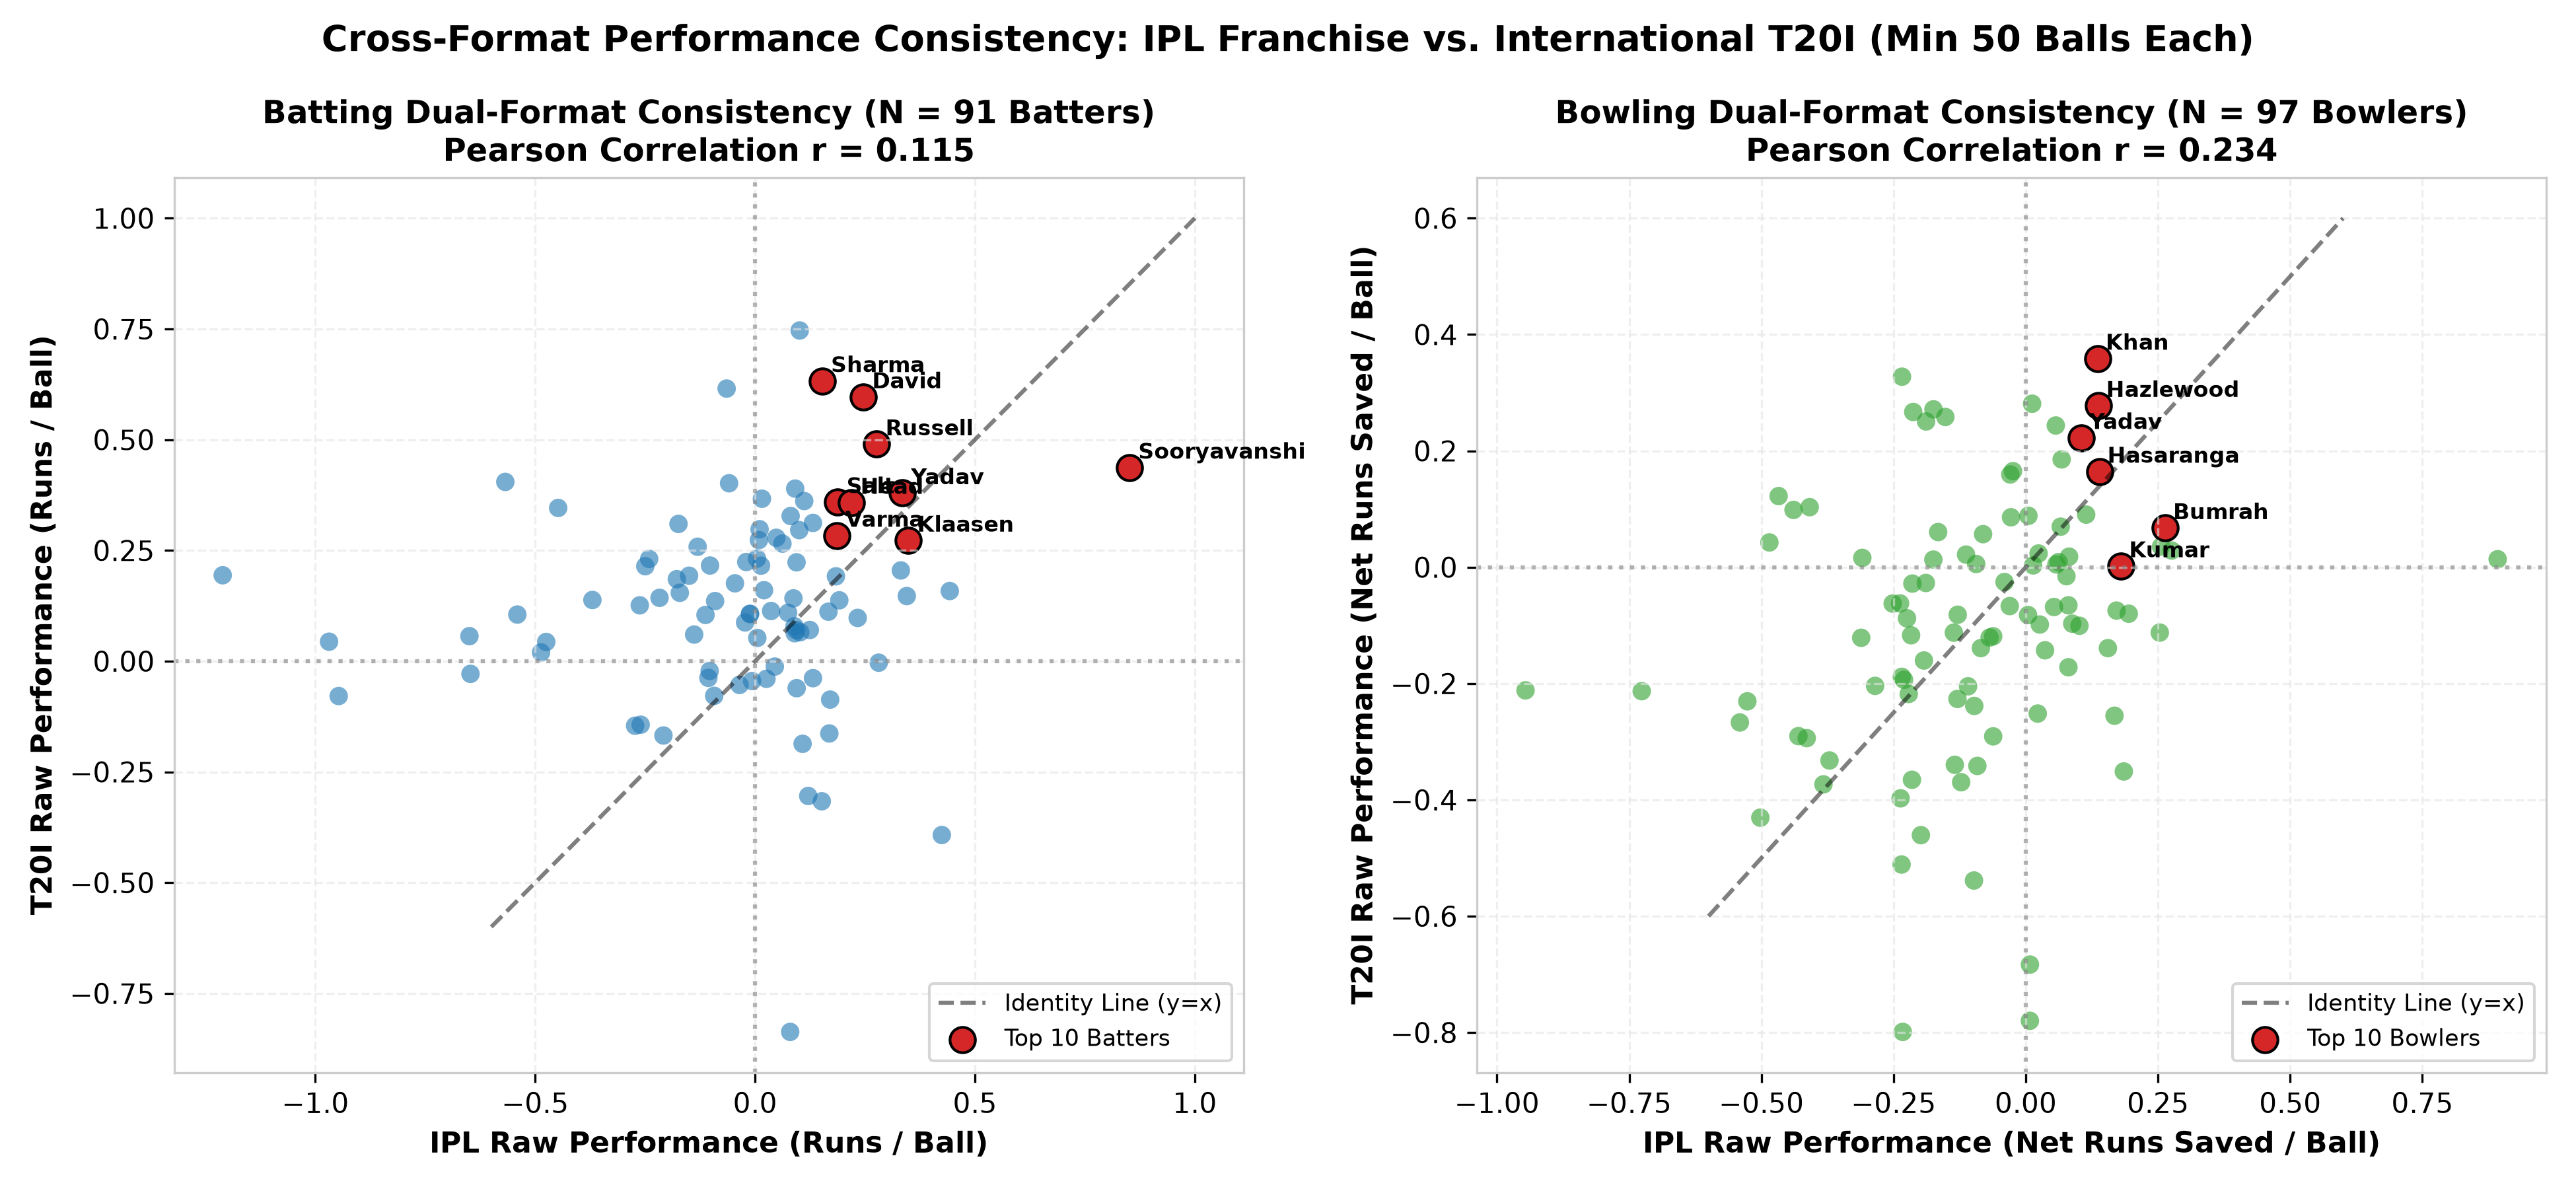 Cross-Format Performance Consistency: IPL Franchise vs. International T20I (Min 50 Balls Each)
Batting Dual-Format Consistency (N = 91 Batters)
Pearson Correlation r = 0.115
T20I Raw Performance (Runs / Ball)
1.00
0.75
0.50
0.25
0.00
−0.25
−0.50
−0.75
Sharma
David
Russell
Sooryavanshi
Salt
Head
Yadav
Varma
Klaasen
Identity Line (y=x)
Top 10 Batters
−1.0
−0.5
0.0
0.5
1.0
IPL Raw Performance (Runs / Ball)
Bowling Dual-Format Consistency (N = 97 Bowlers)
Pearson Correlation r = 0.234
T20I Raw Performance (Net Runs Saved / Ball)
0.6
0.4
0.2
0.0
−0.2
−0.4
−0.6
−0.8
Khan
Hazlewood
Yadav
Hasaranga
Bumrah
Kumar
Identity Line (y=x)
Top 10 Bowlers
−1.00
−0.75
−0.50
−0.25
0.00
0.25
0.50
0.75
IPL Raw Performance (Net Runs Saved / Ball)